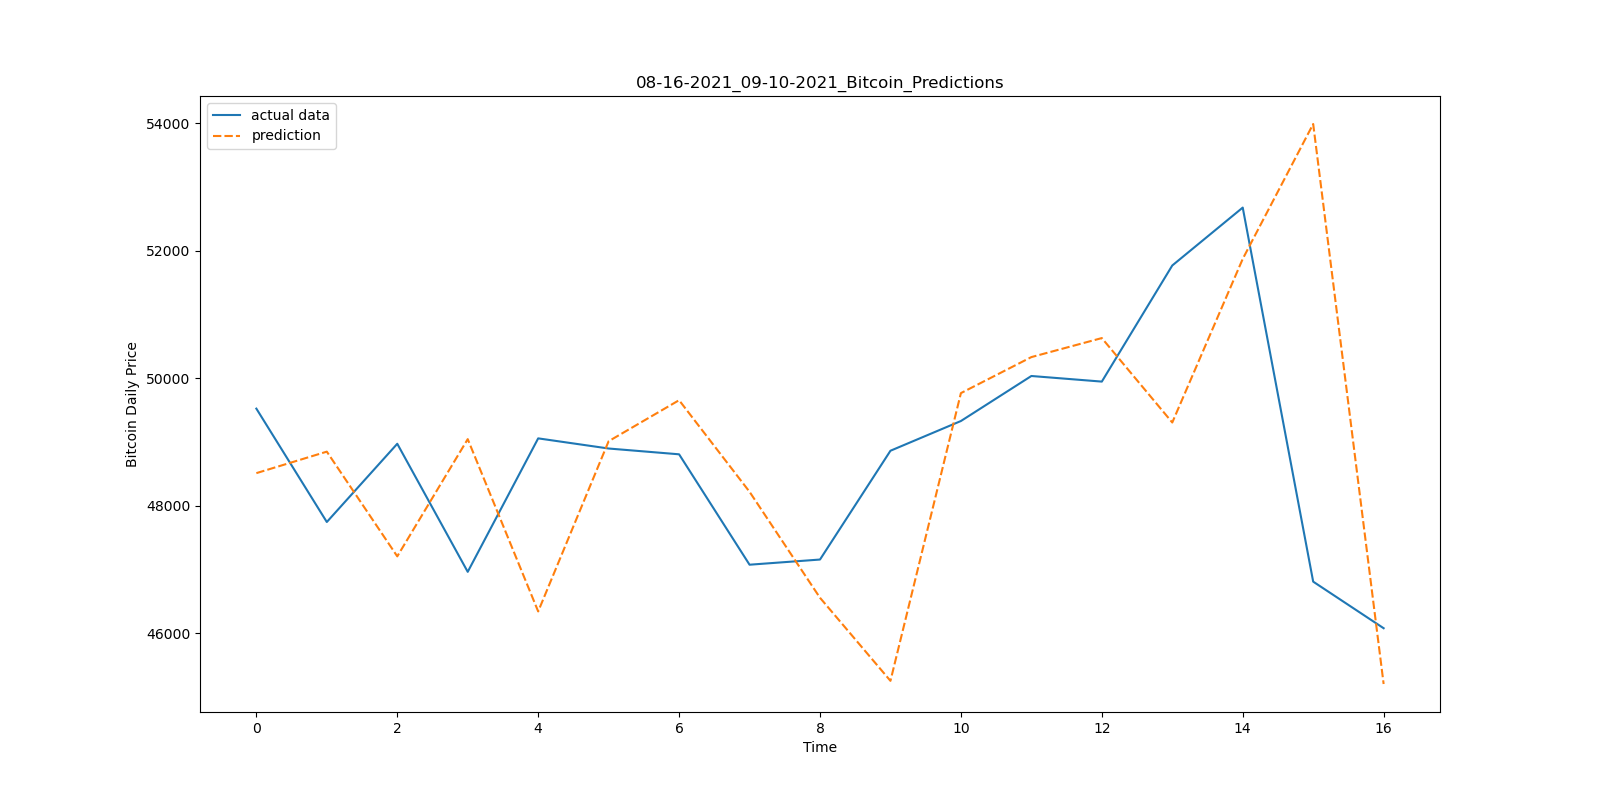 08-16-2021_09-10-2021_Bitcoin_Predictions
actual data
prediction
54000
52000
50000
48000
46000
Bitcoin Daily Price
0 2 4 6 8 10 12 14 16
Time